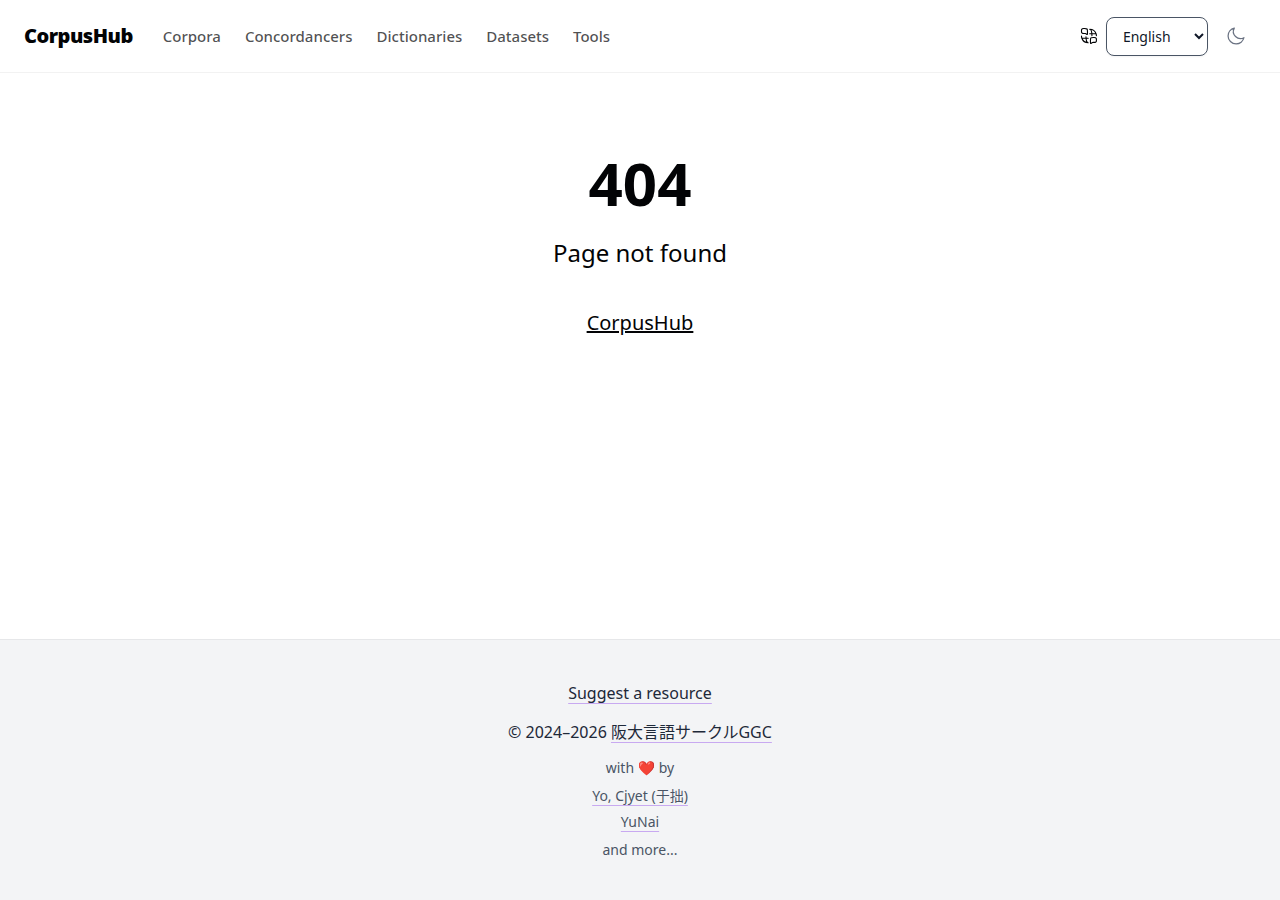 CorpusHub Corpora Concordancers Dictionaries Datasets Tools English
404
Page not found
CorpusHub
Suggest a resource
© 2024–2026 阪大言語サークルGGC
with ❤️ by
Yo, Cjyet (于拙)
YuNai
and more...